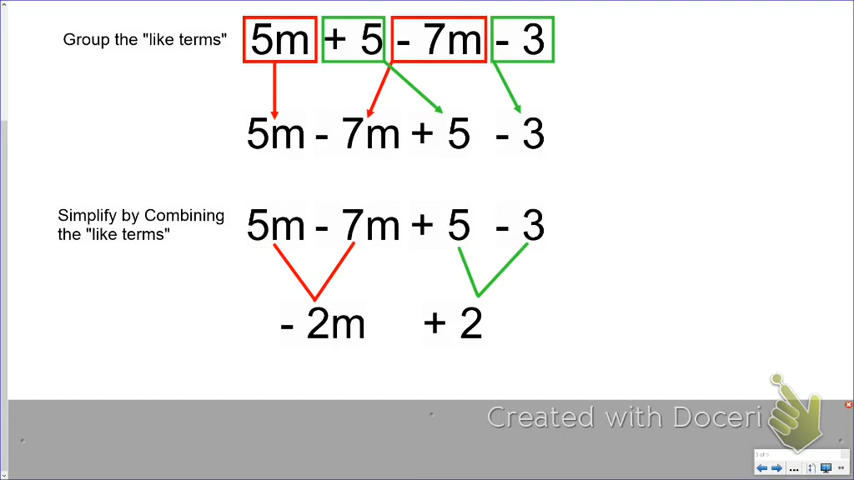 Group the "like terms"
5m + 5 - 7m - 3
5m - 7m + 5 - 3
Simplify by Combining
the "like terms"
5m - 7m + 5 - 3
- 2m + 2
Created with Doceri